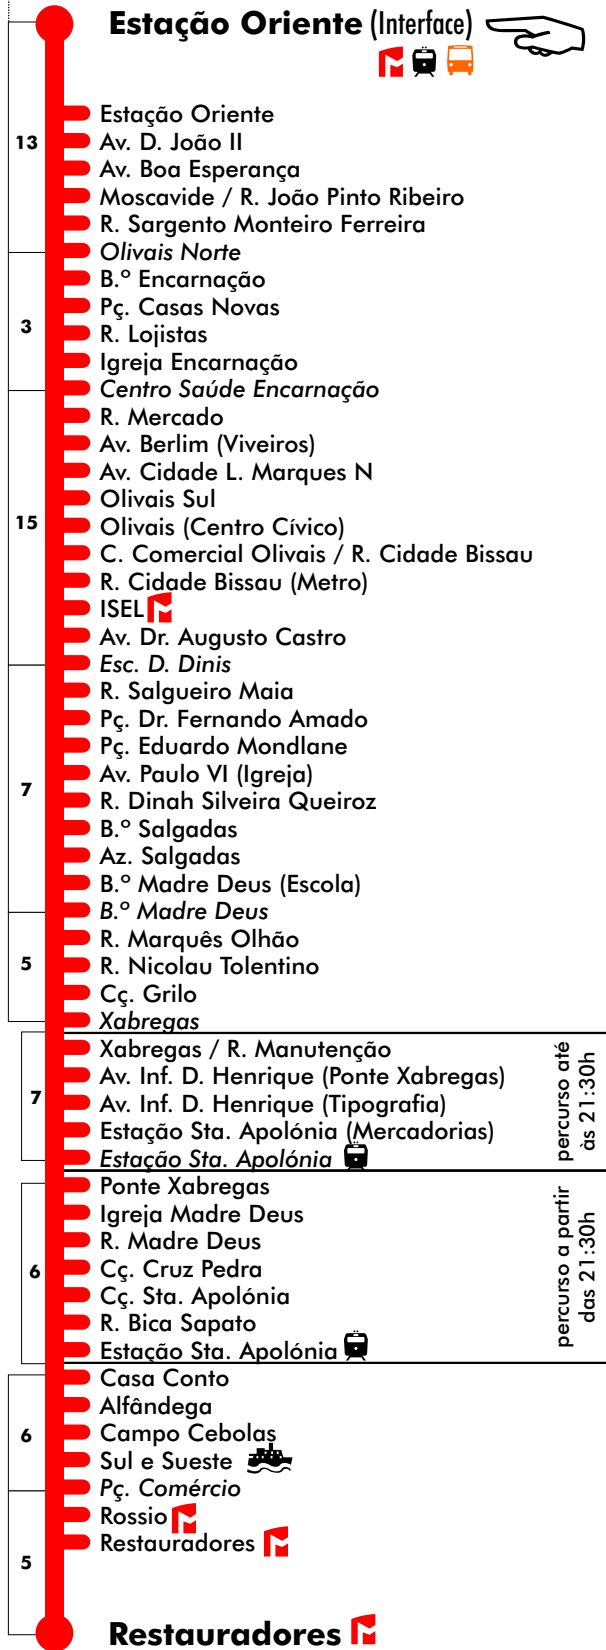 Estação Oriente (Interface)
Estação Oriente
13
Av. D. João II
Av. Boa Esperança
Moscavide / R. João Pinto Ribeiro
R. Sargento Monteiro Ferreira
Olivais Norte
B.º Encarnação
Pç. Casas Novas
3
R. Lojistas
Igreja Encarnação
Centro Saúde Encarnação
R. Mercado
Av. Berlim (Viveiros)
Av. Cidade L. Marques N
Olivais Sul
15
Olivais (Centro Cívico)
C. Comercial Olivais / R. Cidade Bissau
R. Cidade Bissau (Metro)
ISEL
Av. Dr. Augusto Castro
Esc. D. Dinis
R. Salgueiro Maia
Pç. Dr. Fernando Amado
Pç. Eduardo Mondlane
Av. Paulo VI (Igreja)
7
R. Dinah Silveira Queiroz
B.º Salgadas
Az. Salgadas
B.º Madre Deus (Escola)
B.º Madre Deus
R. Marquês Olhão
5
R. Nicolau Tolentino
Cç. Grilo
Xabregas
Xabregas / R. Manutenção
Av. Inf. D. Henrique (Ponte Xabregas)
7
Av. Inf. D. Henrique (Tipografia)
Estação Sta. Apolónia (Mercadorias)
Estação Sta. Apolónia
percurso até
às 21:30h
Ponte Xabregas
Igreja Madre Deus
R. Madre Deus
6
Cç. Cruz Pedra
Cç. Sta. Apolónia
R. Bica Sapato
Estação Sta. Apolónia
percurso a partir
das 21:30h
Casa Conto
Alfândega
6
Campo Cebolas
Sul e Sueste
Pç. Comércio
Rossio
Restauradores
5
Restauradores